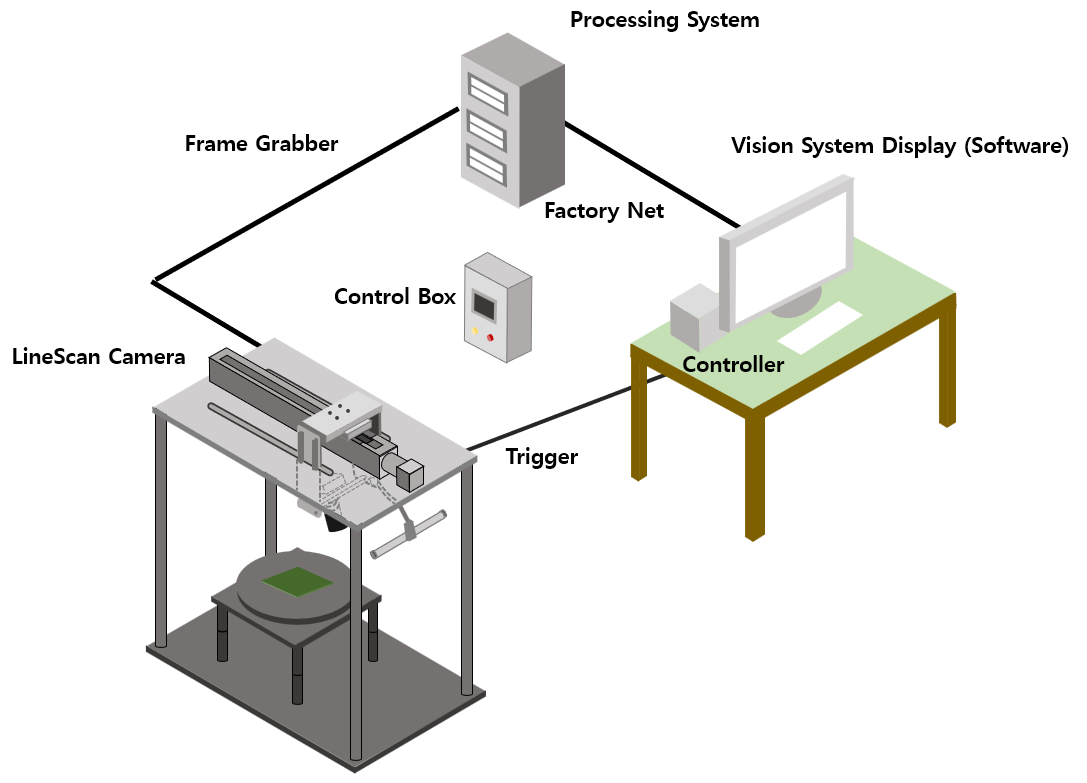 Processing System
Frame Grabber
Vision System Display (Software)
Factory Net
Control Box
LineScan Camera
Controller
Trigger